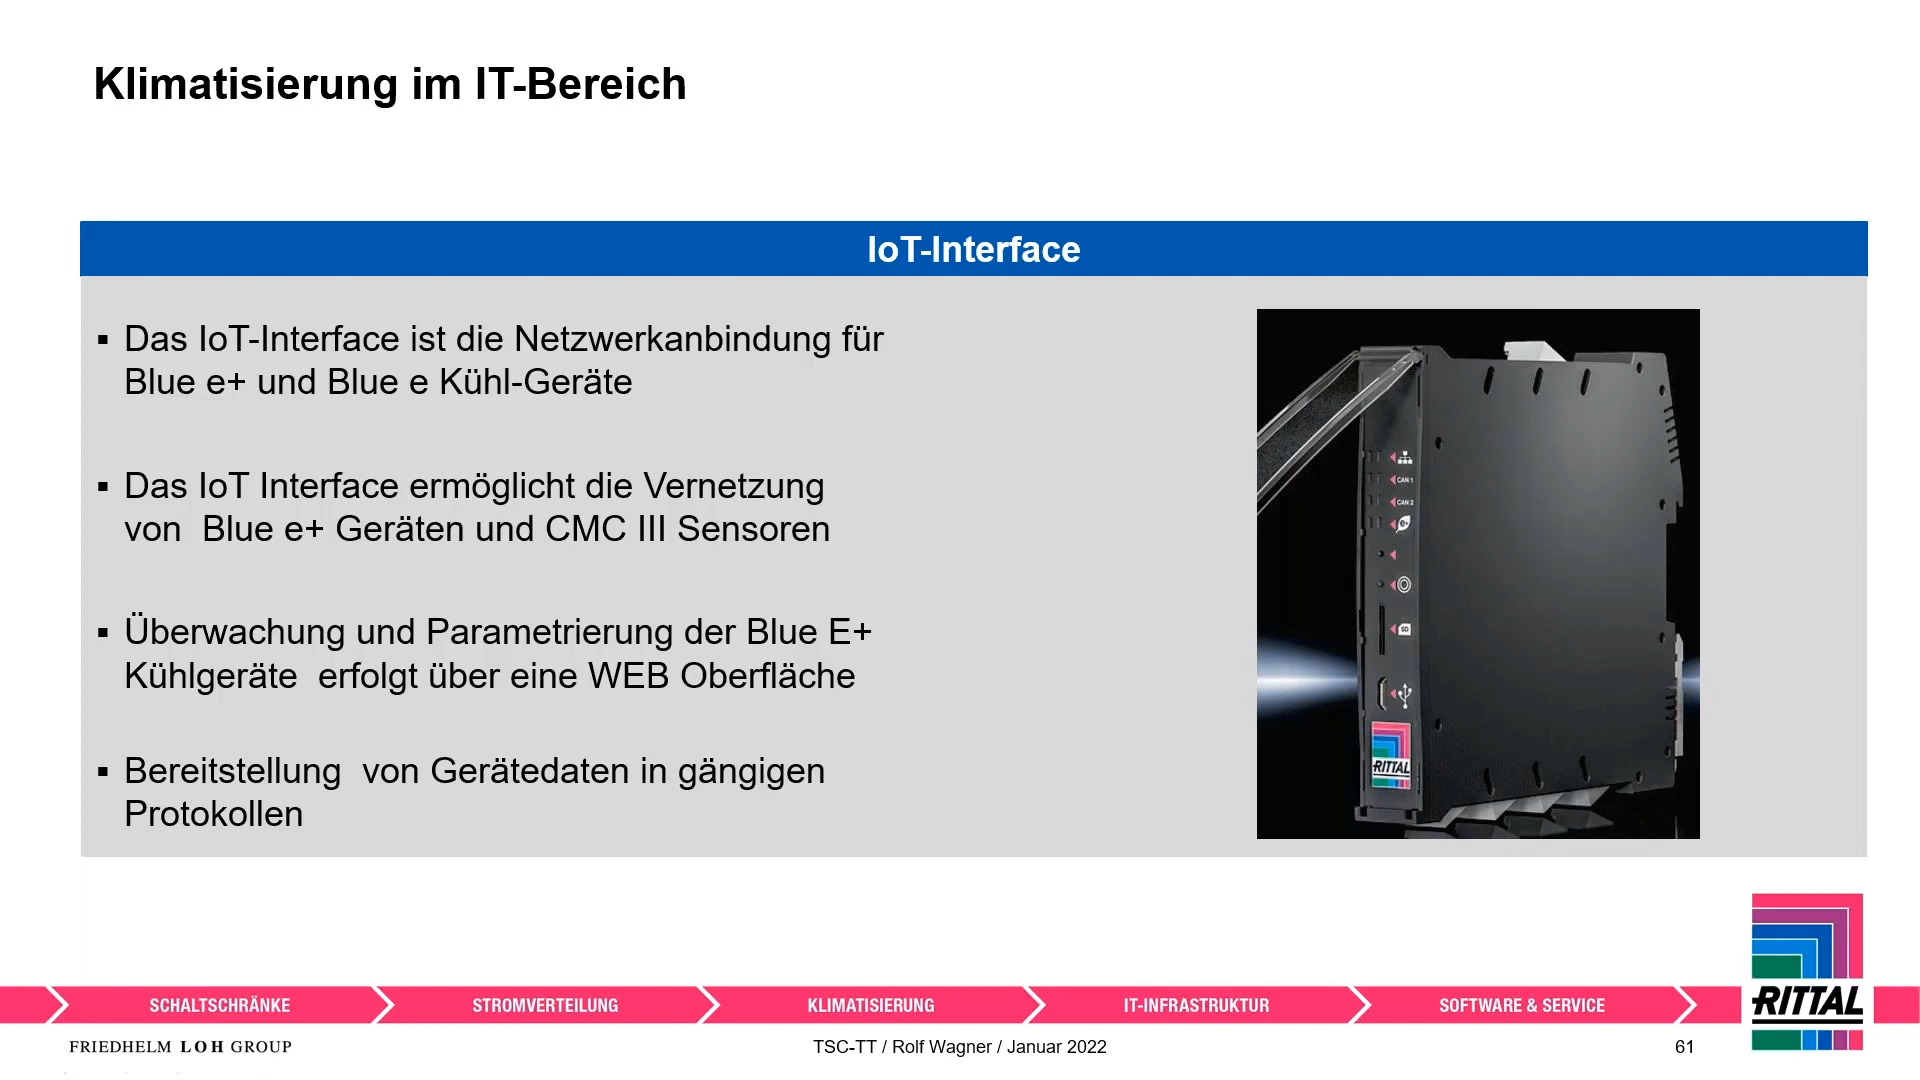 Klimatisierung im IT-Bereich
IoT-Interface
▪ Das IoT-Interface ist die Netzwerkanbindung für
Blue e+ und Blue e Kühl-Geräte
▪ Das IoT Interface ermöglicht die Vernetzung
von  Blue e+ Geräten und CMC III Sensoren
▪ Überwachung und Parametrierung der Blue E+
Kühlgeräte  erfolgt über eine WEB Oberfläche
▪ Bereitstellung  von Gerätedaten in gängigen
Protokollen
CAN 1
CAN 2
e+
SD
RITTAL
SCHALTSCHRÄNKE
STROMVERTEILUNG
KLIMATISIERUNG
IT-INFRASTRUKTUR
SOFTWARE & SERVICE
RITTAL
FRIEDHELM LOH GROUP
TSC-TT / Rolf Wagner / Januar 2022
61